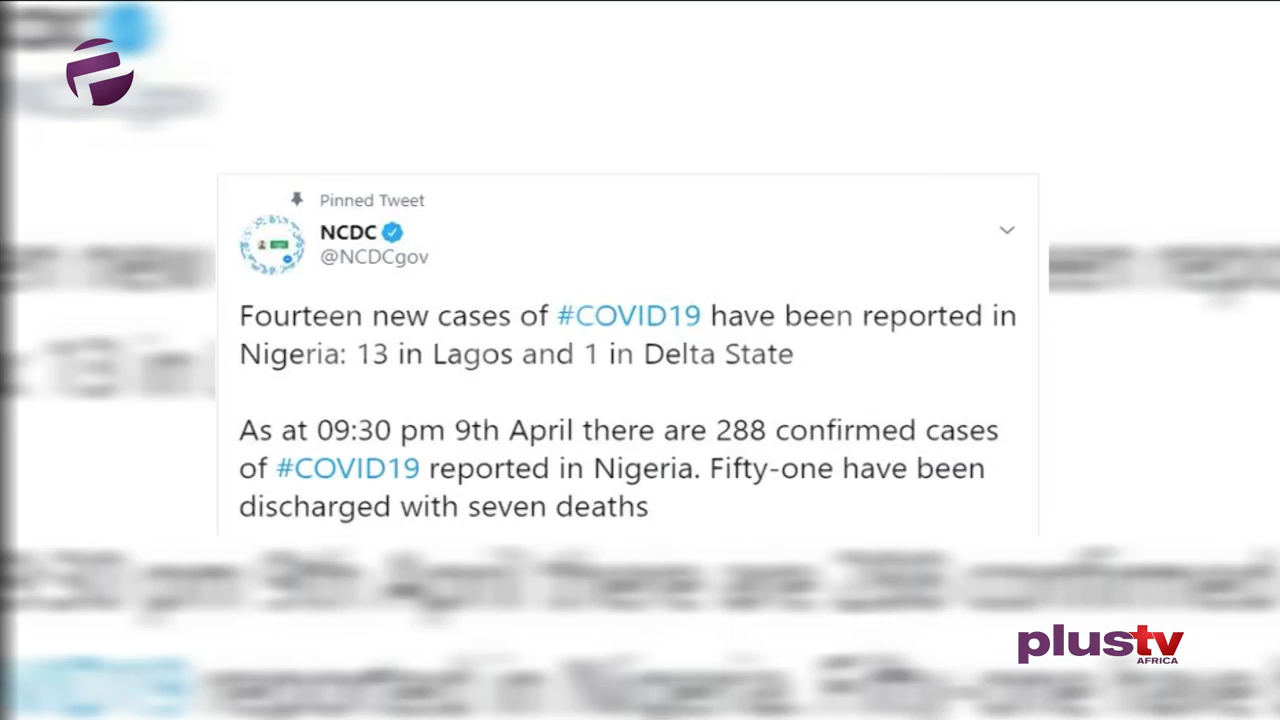 Pinned Tweet
NCDC
@NCDCgov
Fourteen new cases of #COVID19 have been reported in
Nigeria: 13 in Lagos and 1 in Delta State
As at 09:30 pm 9th April there are 288 confirmed cases
of #COVID19 reported in Nigeria. Fifty-one have been
discharged with seven deaths
plustv
AFRICA